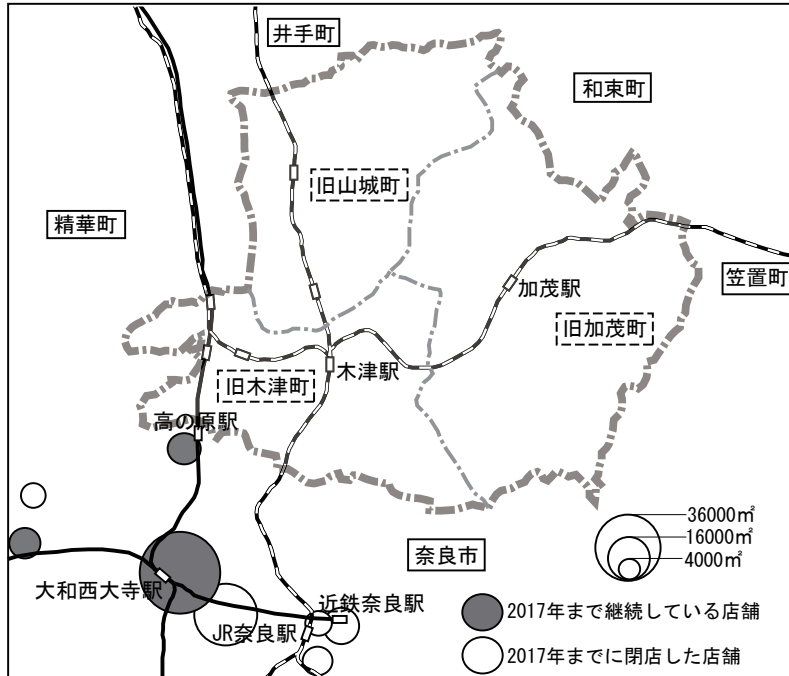 井手町
和束町
旧山城町
精華町
加茂駅
笠置町
旧加茂町
木津駅
旧木津町
高の原駅
36000㎡
16000㎡
4000㎡
奈良市
大和西大寺駅
近鉄奈良駅
JR奈良駅
2017年まで継続している店舗
2017年までに閉店した店舗